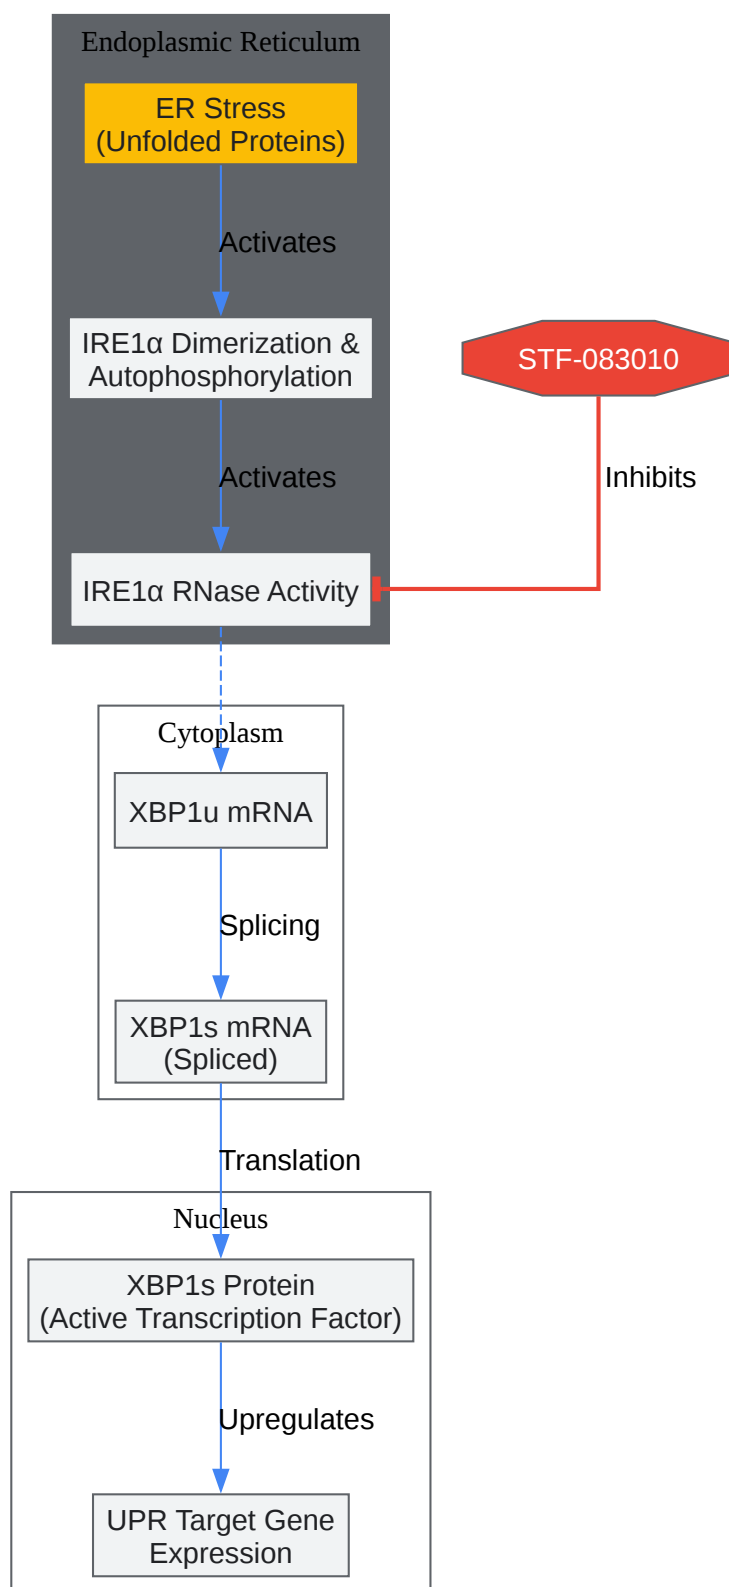 Endoplasmic Reticulum
ER Stress
(Unfolded Proteins)
Activates
IRE1α Dimerization &
Autophosphorylation
STF-083010
Activates
Inhibits
IRE1α RNase Activity
Cytoplasm
XBP1u mRNA
Splicing
XBP1s mRNA
(Spliced)
Translation
Nucleus
XBP1s Protein
(Active Transcription Factor)
Upregulates
UPR Target Gene
Expression